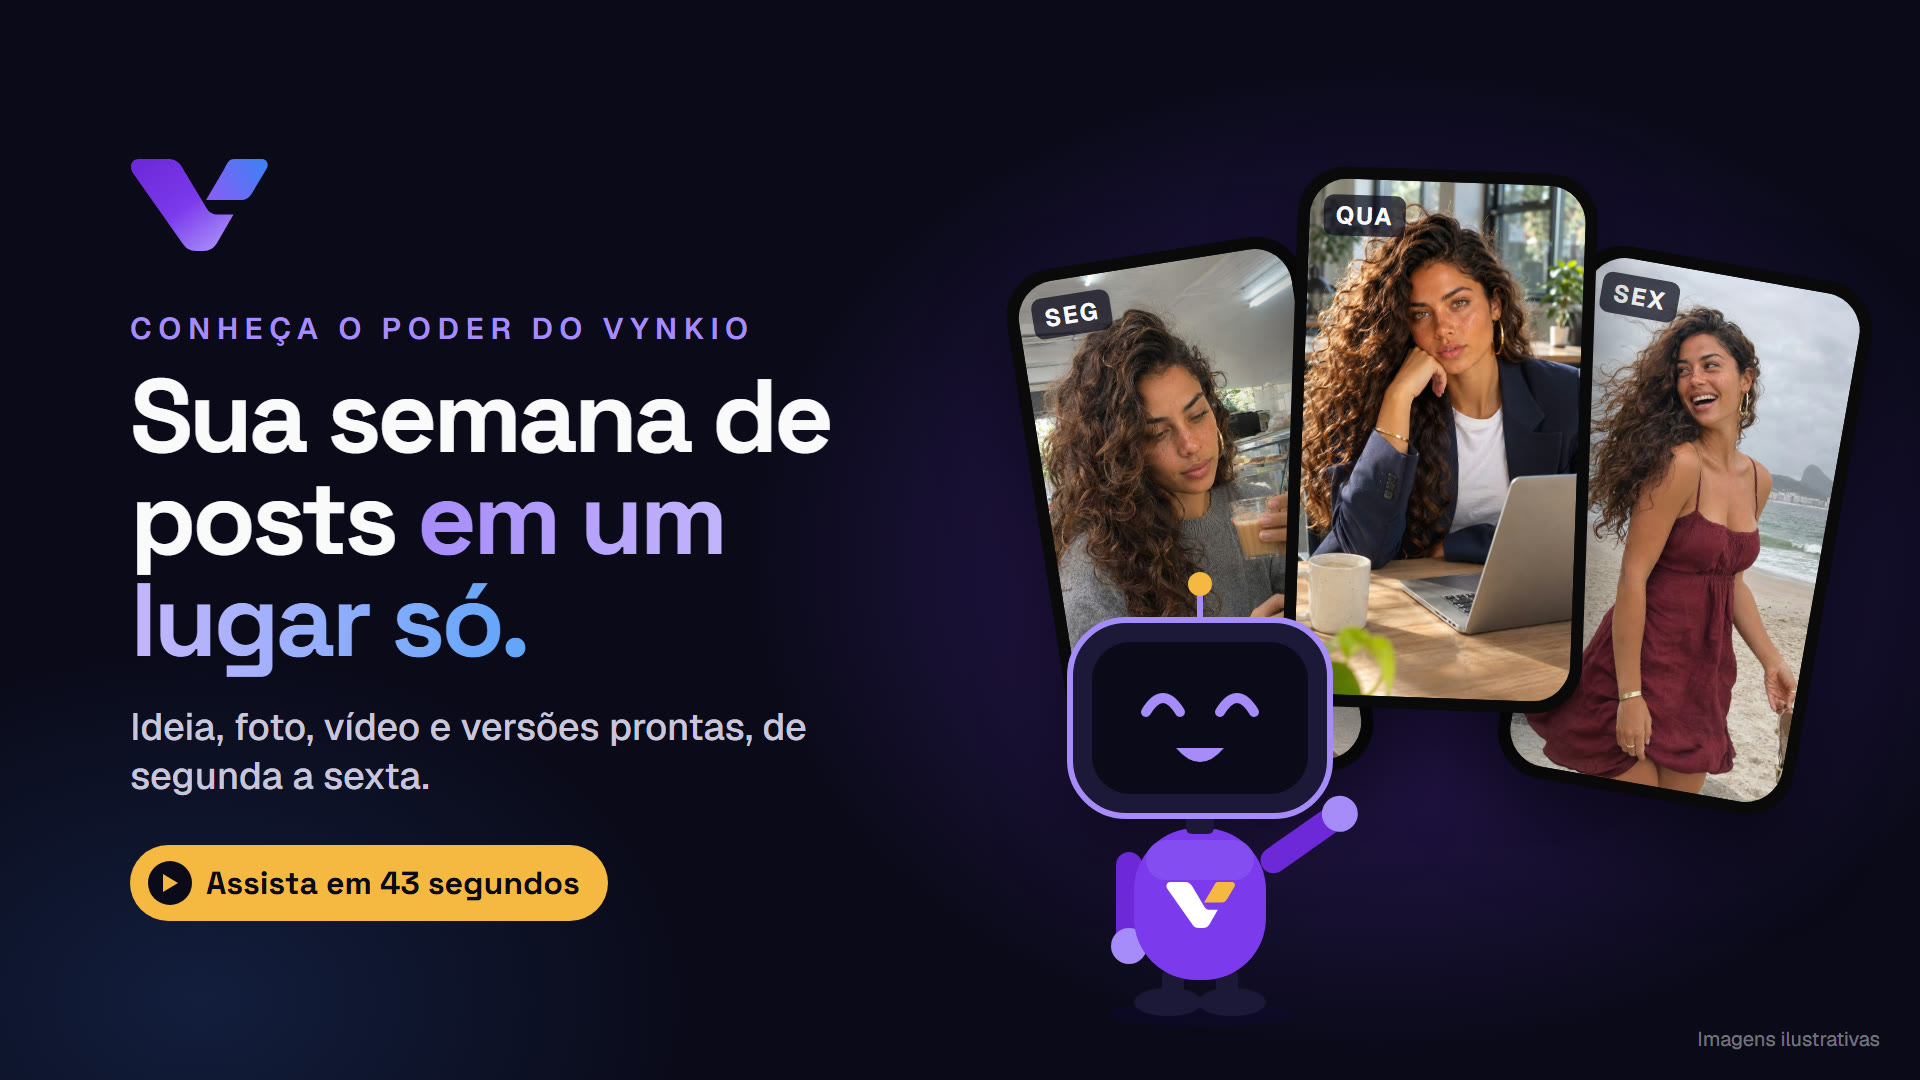 CONHEÇA O PODER DO VYNKIO
Sua semana de
posts em um
lugar só.
Ideia, foto, vídeo e versões prontas, de
segunda a sexta.
Assista em 43 segundos
SEG
QUA
SEX
Imagens ilustrativas